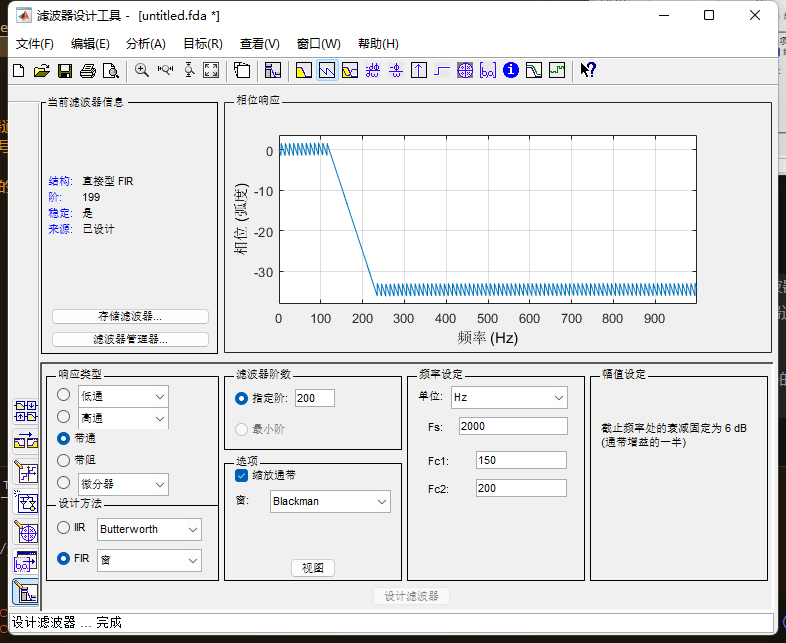 滤波器设计工具 - [untitled.fda *]
文件(F) 编辑(E) 分析(A) 目标(R) 查看(V) 窗口(W) 帮助(H)
当前滤波器信息
结构: 直接型 FIR
阶: 199
稳定: 是
来源: 已设计
存储滤波器...
滤波器管理器...
相位响应
相位 (弧度)
0
-10
-20
-30
0 100 200 300 400 500 600 700 800 900
频率 (Hz)
响应类型
低通
高通
带通
带阻
微分器
设计方法
IIR Butterworth
FIR 窗
滤波器阶数
指定阶: 200
最小阶
选项
缩放通带
窗: Blackman
视图
频率设定
单位: Hz
Fs: 2000
Fc1: 150
Fc2: 200
幅值设定
截止频率处的衰减固定为 6 dB
(通带增益的一半)
设计滤波器
设计滤波器 ... 完成